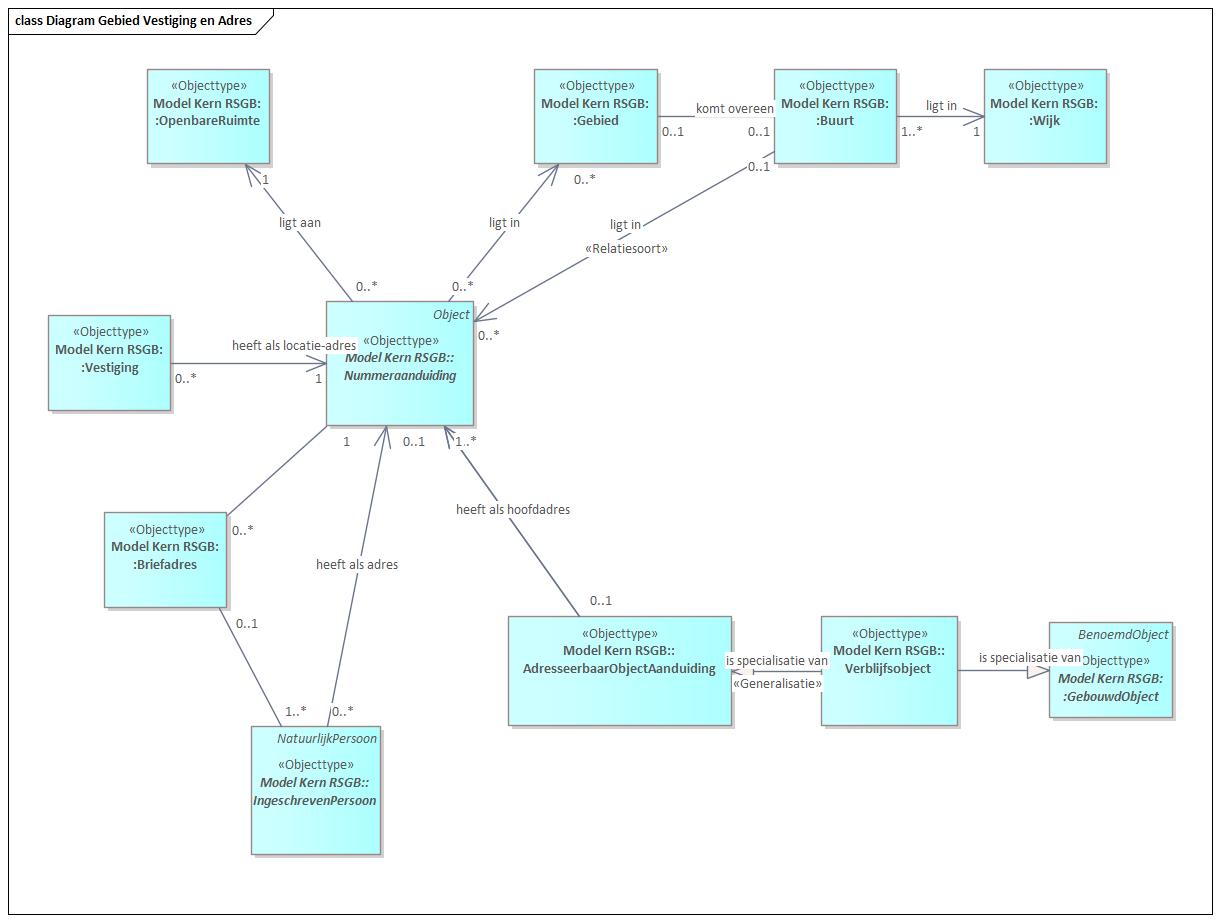 class Diagram Gebied Vestiging en Adres
«Objecttype»
Model Kern RSGB:
:OpenbareRuimte
«Objecttype»
Model Kern RSGB:
:Gebied
komt overeen
0..1
0..1
«Objecttype»
Model Kern RSGB:
:Buurt
ligt in
1..*
1
«Objecttype»
Model Kern RSGB:
:Wijk
1
ligt aan
0..*
0..*
ligt in
0..*
0..1
ligt in
«Relatiesoort»
0..*
Object
«Objecttype»
Model Kern RSGB::
Nummeraanduiding
«Objecttype»
Model Kern RSGB:
:Vestiging
heeft als locatie-adres
0..*
1
1
0..1
1..*
heeft als hoofdadres
0..1
0..*
«Objecttype»
Model Kern RSGB:
:Briefadres
heeft als adres
0..1
1..*
0..*
NatuurlijkPersoon
«Objecttype»
Model Kern RSGB::
IngeschrevenPersoon
«Objecttype»
Model Kern RSGB::
AdresseerbaarObjectAanduiding
is specialisatie van
«Generalisatie»
«Objecttype»
Model Kern RSGB::
Verblijfsobject
is specialisatie van
BenoemdObject
Objecttype»
Model Kern RSGB:
:GebouwdObject